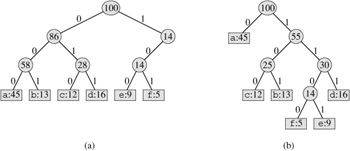 100 100
0 1 0 1
86 14 a:45 55
0 1 0 0 1
58 28 14 25 30
0 1 0 1 0 1 0 1 0 1
a:45 b:13 c:12 d:16 e:9 f:5 c:12 b:13 14 d:16
0 1
f:5 e:9
(a) (b)